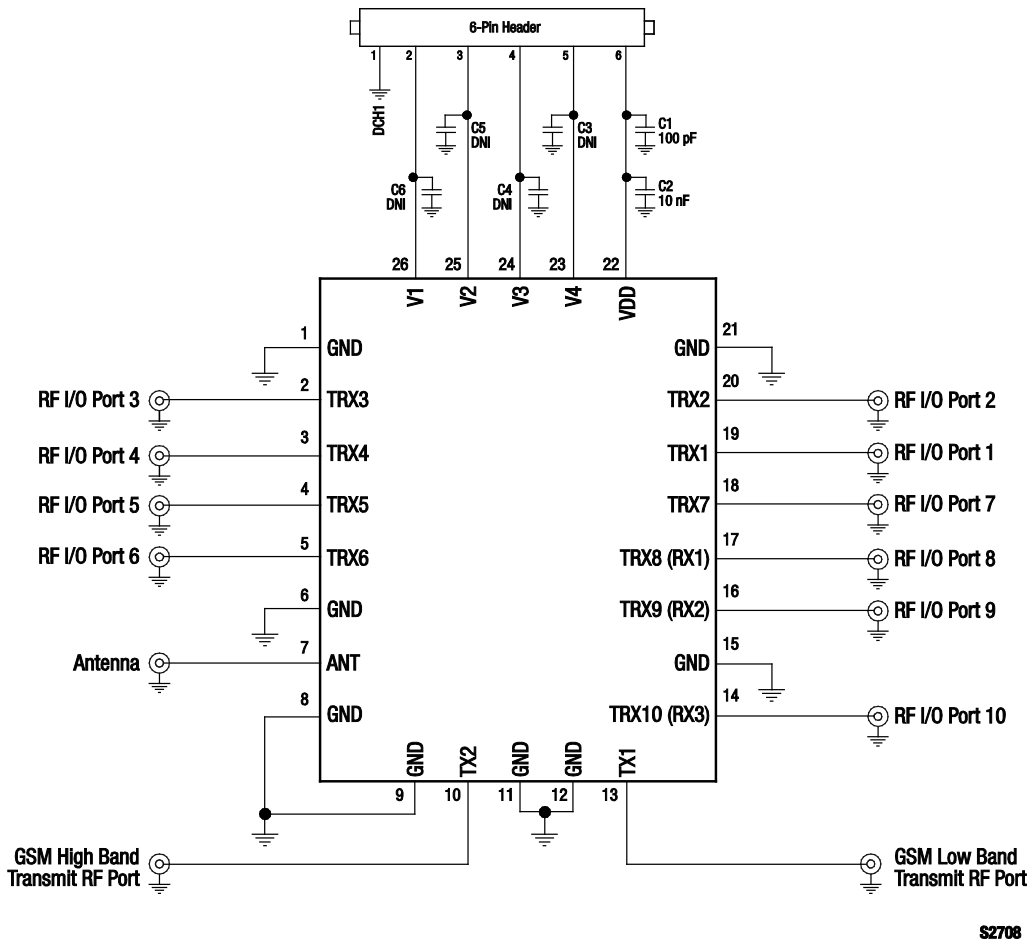 6-Pin Header
1 2 3 4 5 6
DCH1
C5
DNI
C3
DNI
C1
100 pF
C6
DNI
C4
DNI
C2
10 nF
26 25 24 23 22
V1 V2 V3 V4 VDD
1
GND
21
GND
2
RF I/O Port 3
TRX3
20
TRX2
RF I/O Port 2
3
RF I/O Port 4
TRX4
19
TRX1
RF I/O Port 1
4
RF I/O Port 5
TRX5
18
TRX7
RF I/O Port 7
5
RF I/O Port 6
TRX6
17
TRX8 (RX1)
RF I/O Port 8
6
GND
16
TRX9 (RX2)
RF I/O Port 9
7
Antenna
ANT
15
GND
8
GND
14
TRX10 (RX3)
RF I/O Port 10
GND TX2 GND GND TX1
9 10 11 12 13
GSM High Band
Transmit RF Port
GSM Low Band
Transmit RF Port
S2708